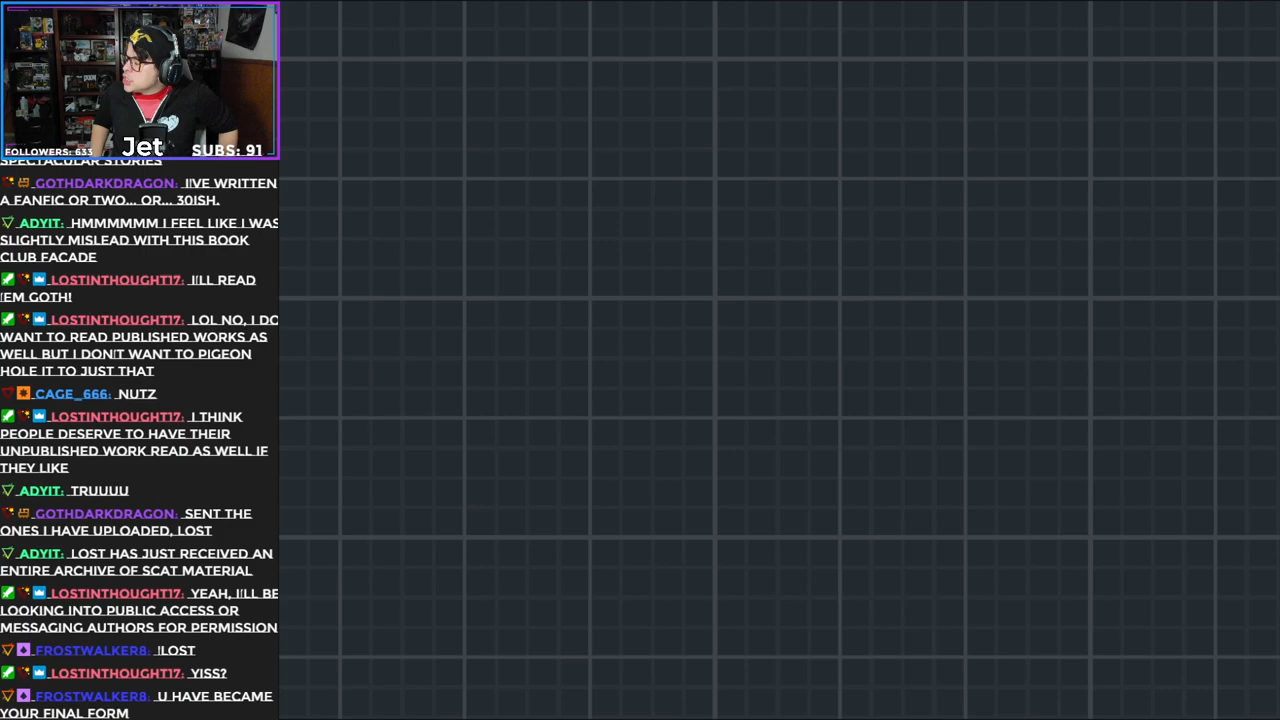 FOLLOWERS: 633 Jet SUBS: 91
SPECTACULAR STORIES
GOTHDARKDRAGON: I'VE WRITTEN
A FANFIC OR TWO... OR... 30ISH.
ADYIT: HMMMMMM I FEEL LIKE I WAS
SLIGHTLY MISLEAD WITH THIS BOOK
CLUB FACADE
LOSTINTHOUGHT17: I'LL READ
'EM GOTH!
LOSTINTHOUGHT17: LOL NO, I DO
WANT TO READ PUBLISHED WORKS AS
WELL BUT I DON'T WANT TO PIGEON
HOLE IT TO JUST THAT
CAGE_666: NUTZ
LOSTINTHOUGHT17: I THINK
PEOPLE DESERVE TO HAVE THEIR
UNPUBLISHED WORK READ AS WELL IF
THEY LIKE
ADYIT: TRUUUU
GOTHDARKDRAGON: SENT THE
ONES I HAVE UPLOADED, LOST
ADYIT: LOST HAS JUST RECEIVED AN
ENTIRE ARCHIVE OF SCAT MATERIAL
LOSTINTHOUGHT17: YEAH, I'LL BE
LOOKING INTO PUBLIC ACCESS OR
MESSAGING AUTHORS FOR PERMISSION
FROSTWALKER8: !LOST
LOSTINTHOUGHT17: YISS?
FROSTWALKER8: U HAVE BECAME
YOUR FINAL FORM